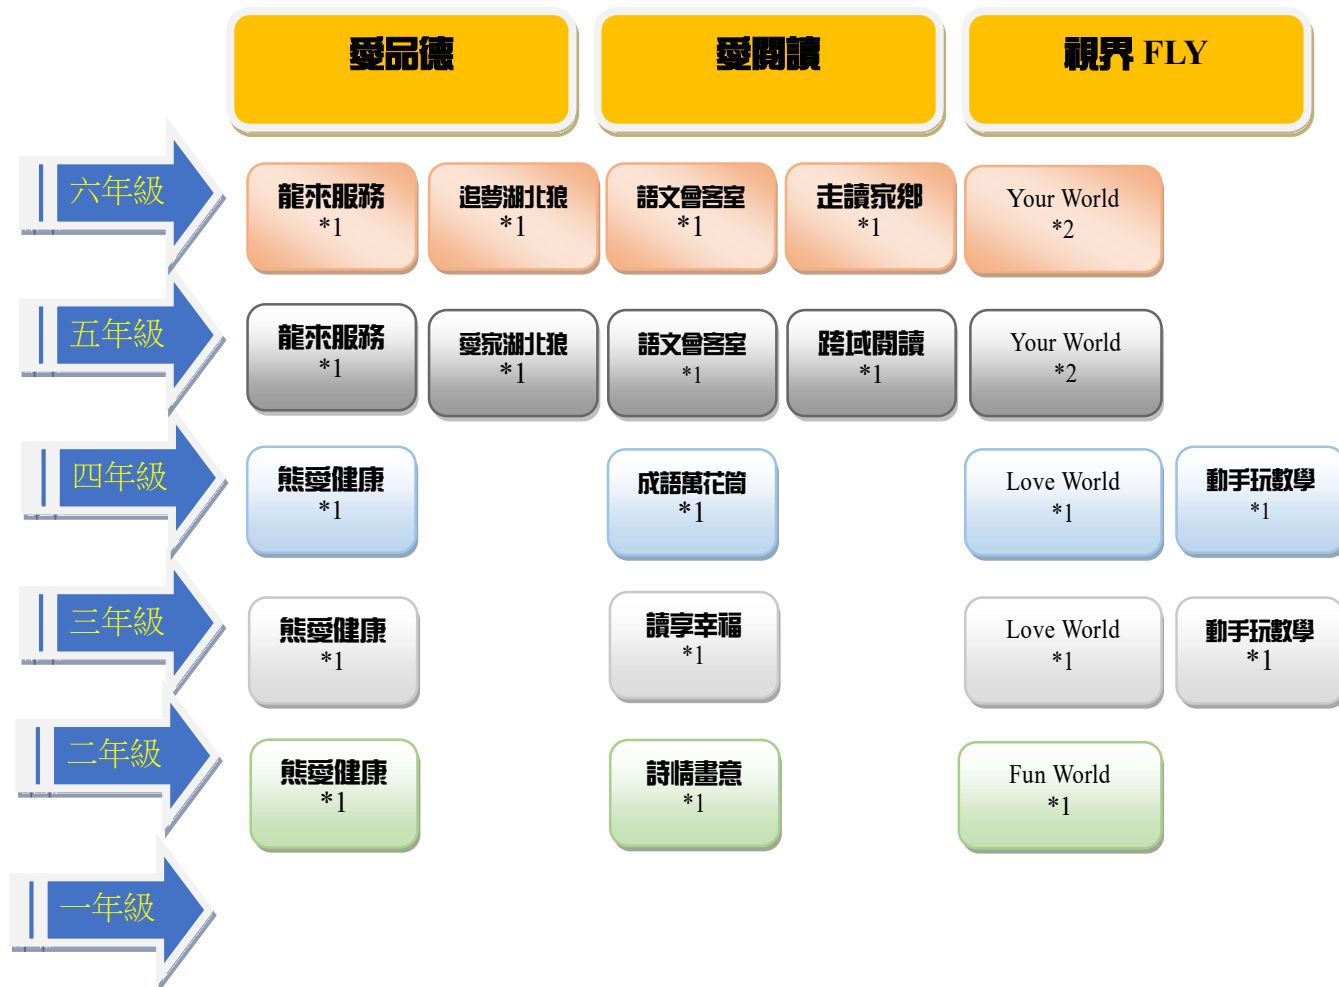 愛品德
愛閱讀
視界 FLY
六年級
龍來服務
*1
追夢湖北狼
*1
語文會客室
*1
走讀家鄉
*1
Your World
*2
五年級
龍來服務
*1
愛家湖北狼
*1
語文會客室
*1
跨域閱讀
*1
Your World
*2
四年級
熊愛健康
*1
成語萬花筒
*1
Love World
*1
動手玩數學
*1
三年級
熊愛健康
*1
讀享幸福
*1
Love World
*1
動手玩數學
*1
二年級
熊愛健康
*1
詩情畫意
*1
Fun World
*1
一年級